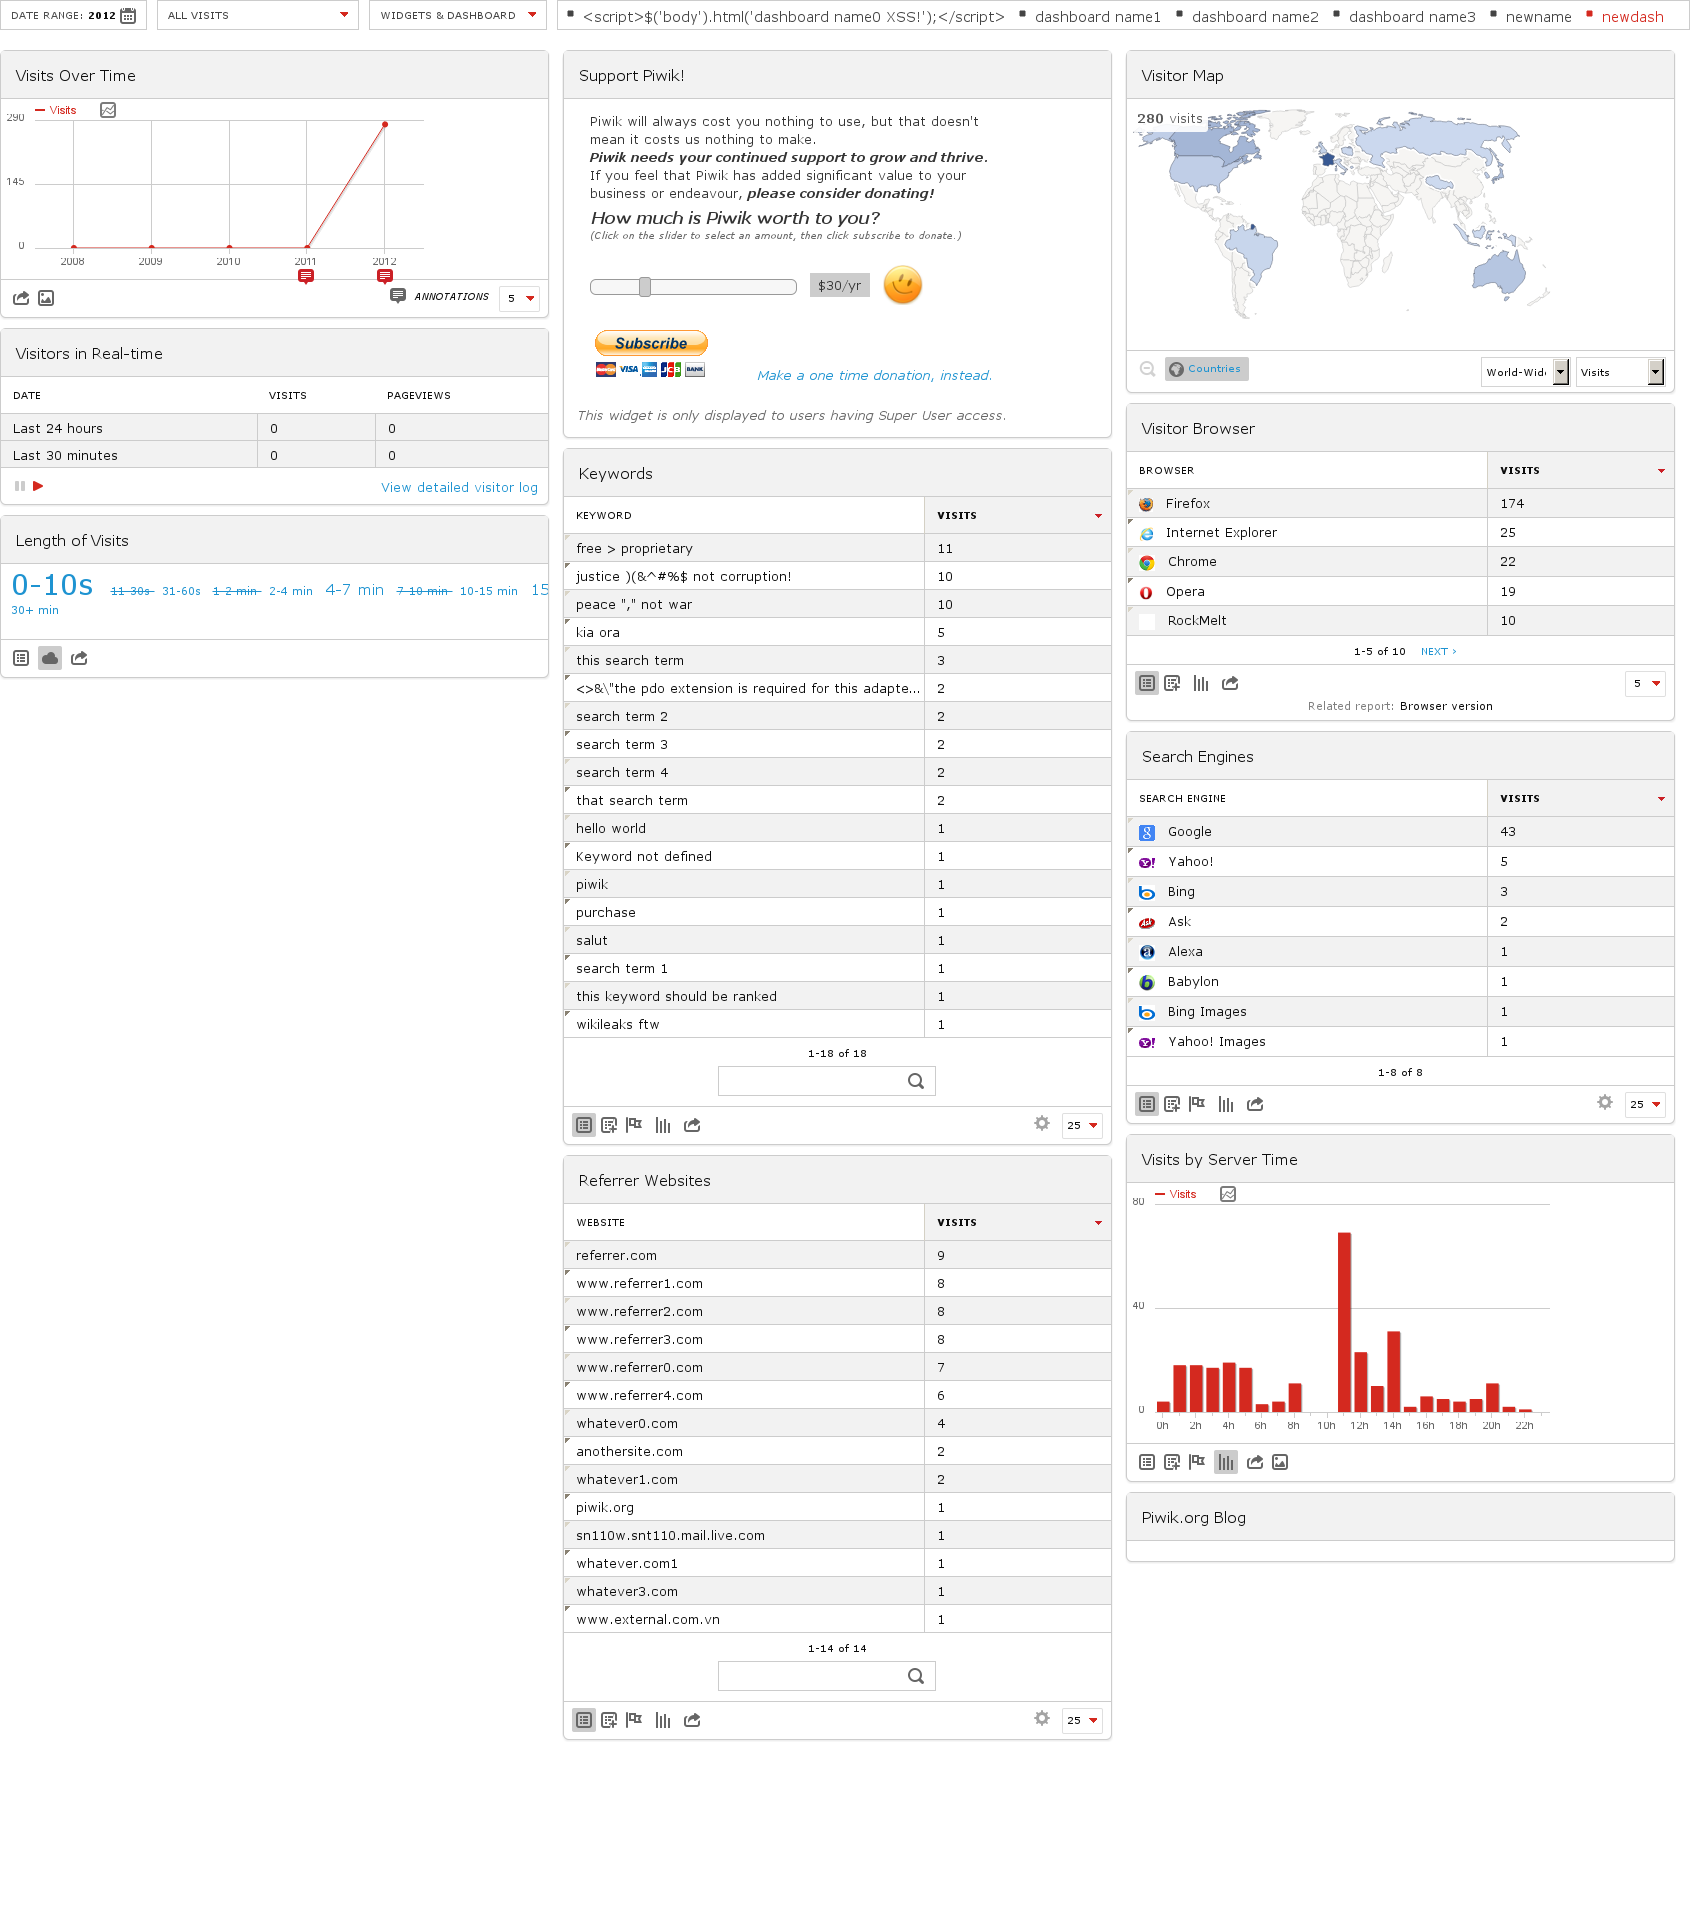 DATE RANGE: 2012
ALL VISITS
WIDGETS & DASHBOARD
<script>$('body').html('dashboard name0 XSS!');</script>
dashboard name1
dashboard name2
dashboard name3
newname
newdash
Visits Over Time
Visits
290
145
0
2008 2009 2010 2011 2012
ANNOTATIONS
5
Visitors in Real-time
DATE VISITS PAGEVIEWS
Last 24 hours 0 0
Last 30 minutes 0 0
View detailed visitor log
Length of Visits
0-10s 11-30s 31-60s 1-2 min 2-4 min 4-7 min 7-10 min 10-15 min 15
30+ min
Support Piwik!
Piwik will always cost you nothing to use, but that doesn't
mean it costs us nothing to make.
Piwik needs your continued support to grow and thrive.
If you feel that Piwik has added significant value to your
business or endeavour, please consider donating!
How much is Piwik worth to you?
(Click on the slider to select an amount, then click subscribe to donate.)
$30/yr
Subscribe
VISA
JCB
BANK
Make a one time donation, instead.
This widget is only displayed to users having Super User access.
Keywords
KEYWORD VISITS
free > proprietary 11
justice )(&^#%$ not corruption! 10
peace "," not war 10
kia ora 5
this search term 3
<>&\"the pdo extension is required for this adapte... 2
search term 2 2
search term 3 2
search term 4 2
that search term 2
hello world 1
Keyword not defined 1
piwik 1
purchase 1
salut 1
search term 1 1
this keyword should be ranked 1
wikileaks ftw 1
1-18 of 18
25
Referrer Websites
WEBSITE VISITS
referrer.com 9
www.referrer1.com 8
www.referrer2.com 8
www.referrer3.com 8
www.referrer0.com 7
www.referrer4.com 6
whatever0.com 4
anothersite.com 2
whatever1.com 2
piwik.org 1
sn110w.snt110.mail.live.com 1
whatever.com1 1
whatever3.com 1
www.external.com.vn 1
1-14 of 14
25
Visitor Map
280 visits
Countries
World-Wid
Visits
Visitor Browser
BROWSER VISITS
Firefox 174
Internet Explorer 25
Chrome 22
Opera 19
RockMelt 10
1-5 of 10 NEXT ›
5
Related report: Browser version
Search Engines
SEARCH ENGINE VISITS
Google 43
Yahoo! 5
Bing 3
Ask 2
Alexa 1
Babylon 1
Bing Images 1
Yahoo! Images 1
1-8 of 8
25
Visits by Server Time
Visits
80
40
0
0h 2h 4h 6h 8h 10h 12h 14h 16h 18h 20h 22h
Piwik.org Blog